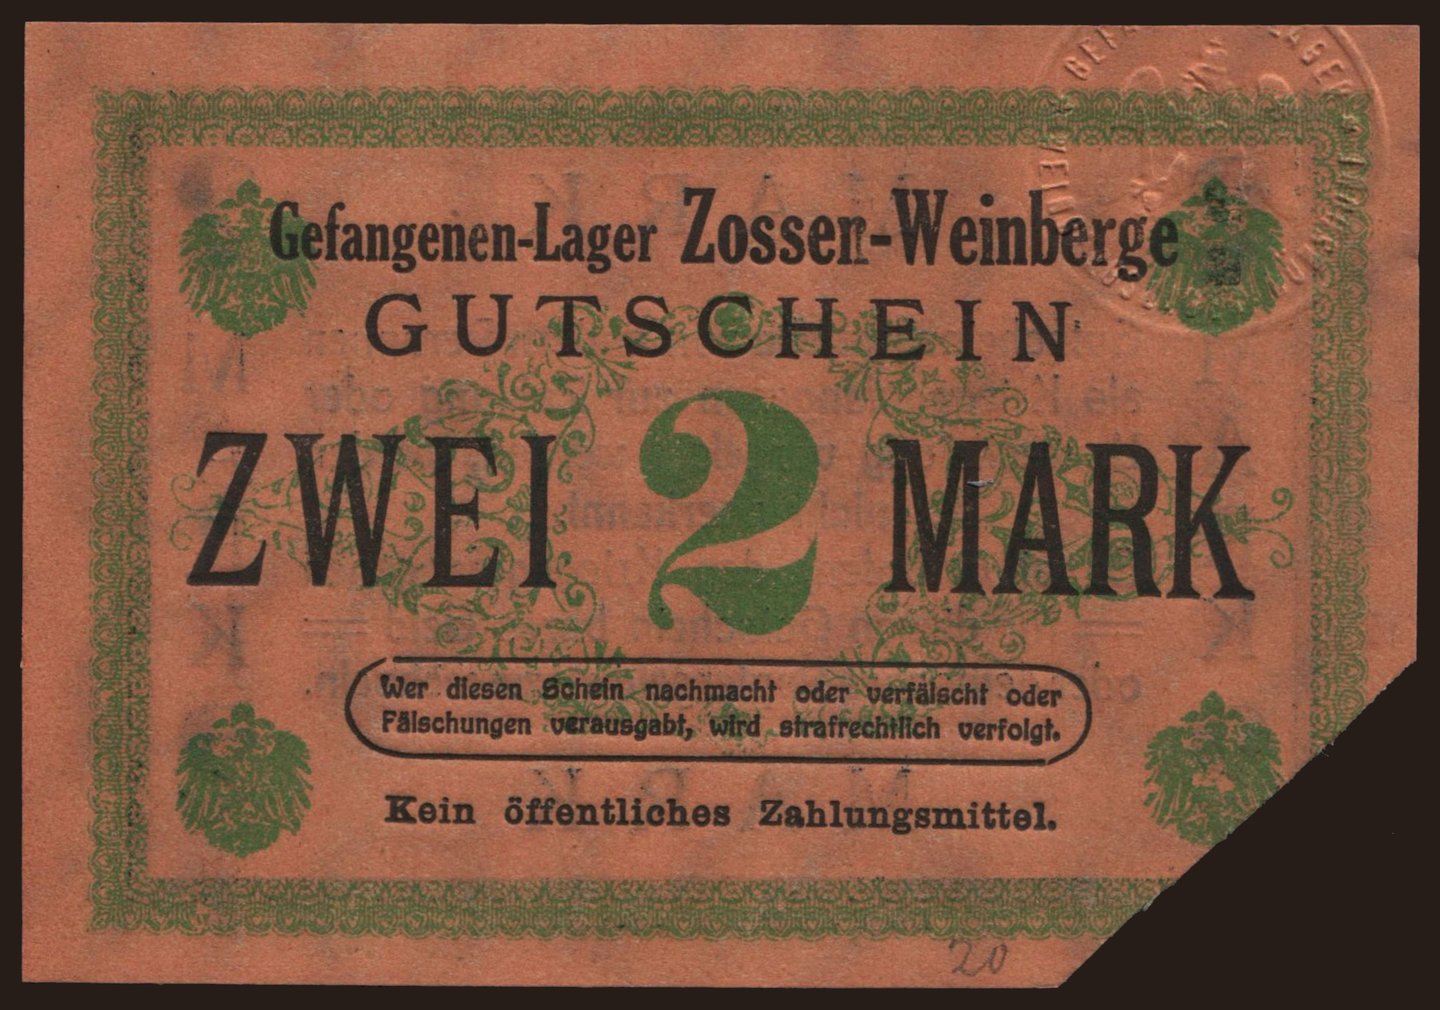 Gefangenen-Lager Zossen-Weinberge
GUTSCHEIN
ZWEI 2 MARK
Wer diesen Schein nachmacht oder verfälscht oder
Fälschungen verausgabt, wird strafrechtlich verfolgt.
Kein öffentliches Zahlungsmittel.
20